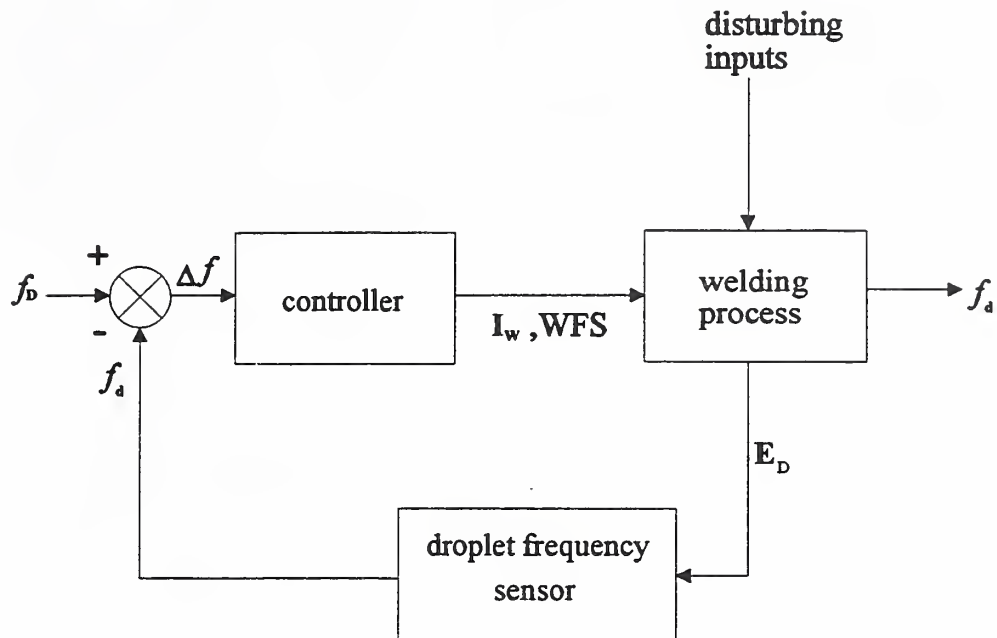 disturbing
inputs
+
f_D
Δf
controller
I_W ,WFS
welding
process
f_d
-
f_d
E_D
droplet frequency
sensor